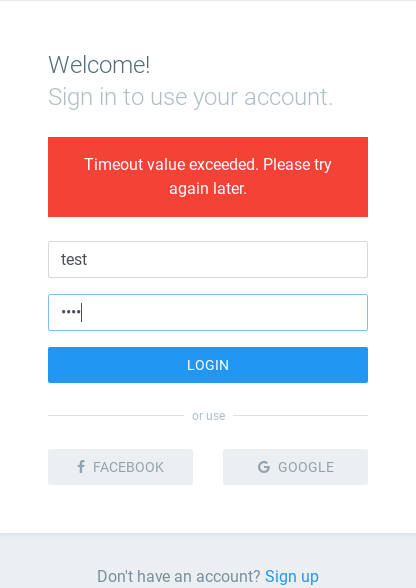 Welcome!
Sign in to use your account.
Timeout value exceeded. Please try
again later.
test
••••
LOGIN
or use
FACEBOOK
GOOGLE
Don't have an account? Sign up